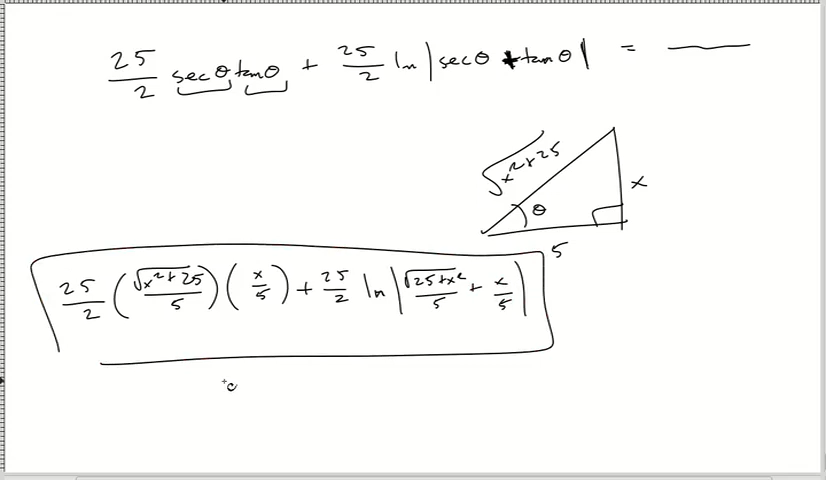 25/2 secθ tanθ + 25/2 ln|secθ + tanθ| = ____
√x²+25
x
θ
5
25/2 (√x²+25/5)(x/5) + 25/2 ln|√25+x²/5 + x/5|
+c